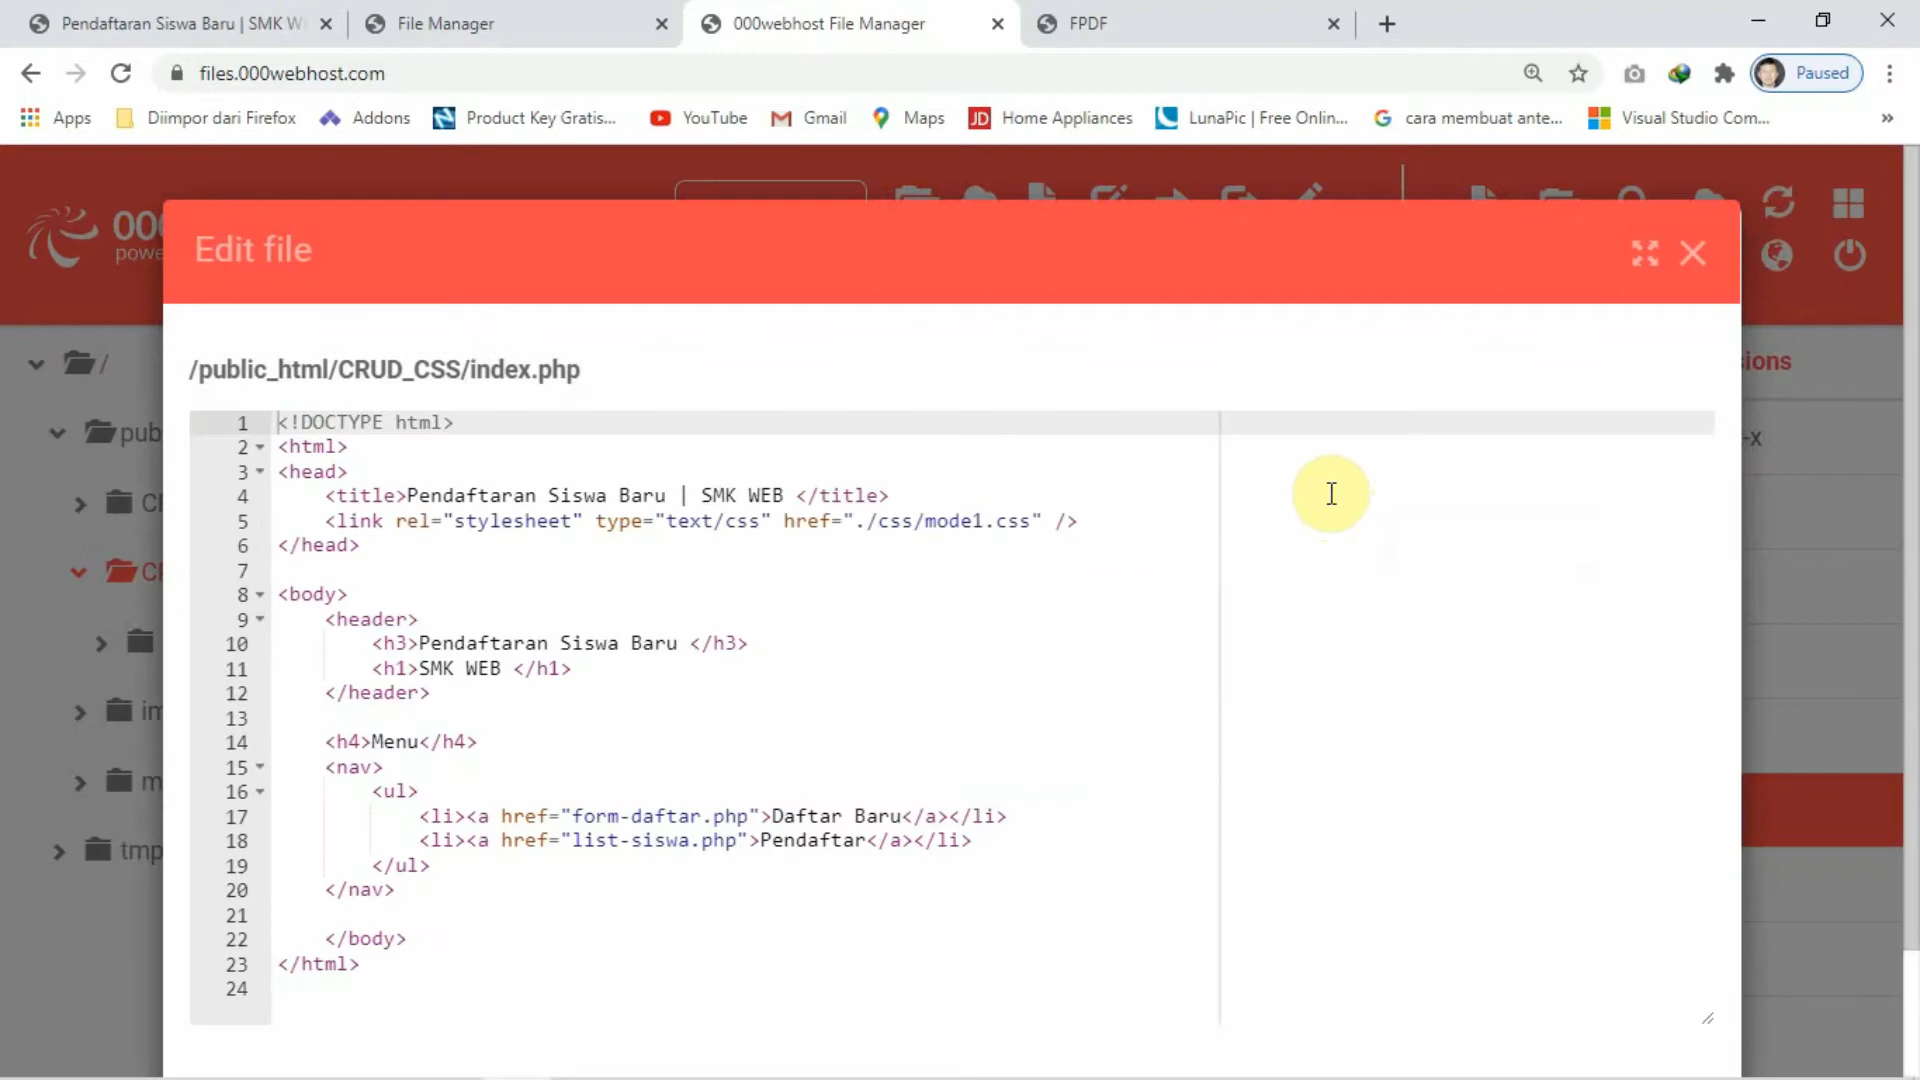 Pendaftaran Siswa Baru | SMK W
File Manager
000webhost File Manager
FPDF
files.000webhost.com
Paused
Apps
Diimpor dari Firefox
Addons
Product Key Gratis...
YouTube
Gmail
Maps
JD Home Appliances
LunaPic | Free Onlin...
cara membuat ante...
Visual Studio Com...
»
Edit file
/public_html/CRUD_CSS/index.php
1 <!DOCTYPE html>
2 <html>
3 <head>
4 <title>Pendaftaran Siswa Baru | SMK WEB </title>
5 <link rel="stylesheet" type="text/css" href="./css/mode1.css" />
6 </head>
7
8 <body>
9 <header>
10 <h3>Pendaftaran Siswa Baru </h3>
11 <h1>SMK WEB </h1>
12 </header>
13
14 <h4>Menu</h4>
15 <nav>
16 <ul>
17 <li><a href="form-daftar.php">Daftar Baru</a></li>
18 <li><a href="list-siswa.php">Pendaftar</a></li>
19 </ul>
20 </nav>
21
22 </body>
23 </html>
24
/
tmp